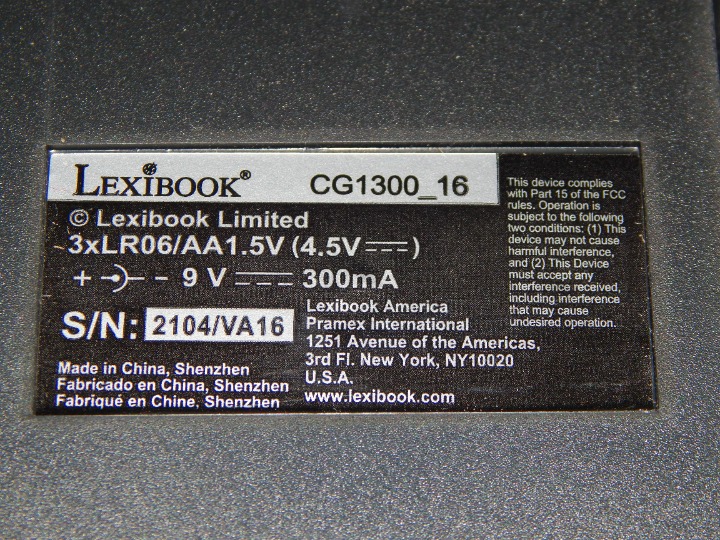 LEXIBOOK® CG1300_16
© Lexibook Limited
3xLR06/AA1.5V (4.5V⎓)
+ - 9 V ⎓ 300mA
S/N: 2104/VA16
Made in China, Shenzhen
Fabricado en China, Shenzhen
Fabriqué en Chine, Shenzhen
Lexibook America
Pramex International
1251 Avenue of the Americas,
3rd Fl. New York, NY10020
U.S.A.
www.lexibook.com
This device complies
with Part 15 of the FCC
rules. Operation is
subject to the following
two conditions: (1) This
device may not cause
harmful interference,
and (2) This Device
must accept any
interference received,
including interference
that may cause
undesired operation.